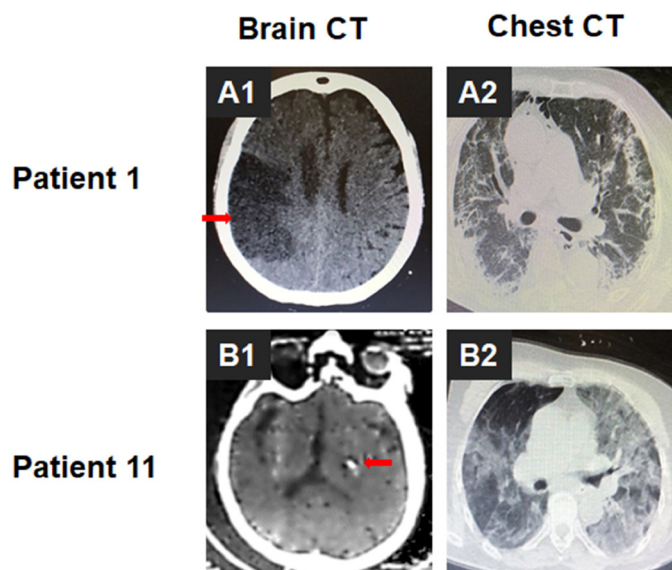 Brain CT
Chest CT
A1
A2
Patient 1
B1
B2
Patient 11